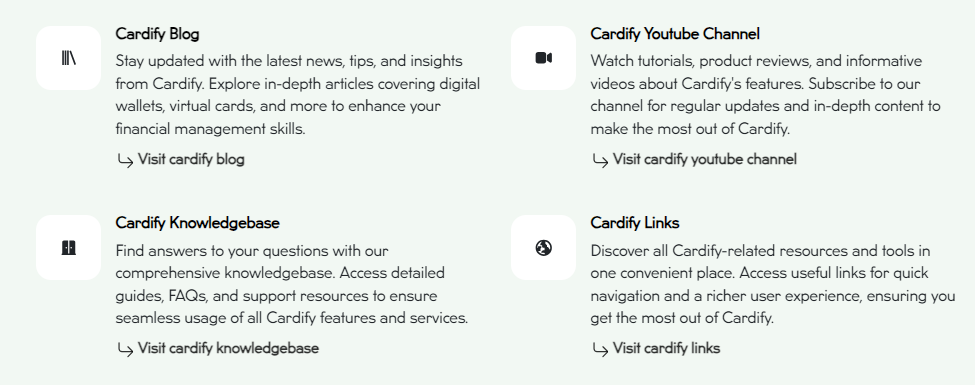 Cardify Blog
Stay updated with the latest news, tips, and insights
from Cardify. Explore in-depth articles covering digital
wallets, virtual cards, and more to enhance your
financial management skills.
Visit cardify blog
Cardify Youtube Channel
Watch tutorials, product reviews, and informative
videos about Cardify's features. Subscribe to our
channel for regular updates and in-depth content to
make the most out of Cardify.
Visit cardify youtube channel
Cardify Knowledgebase
Find answers to your questions with our
comprehensive knowledgebase. Access detailed
guides, FAQs, and support resources to ensure
seamless usage of all Cardify features and services.
Visit cardify knowledgebase
Cardify Links
Discover all Cardify-related resources and tools in
one convenient place. Access useful links for quick
navigation and a richer user experience, ensuring you
get the most out of Cardify.
Visit cardify links